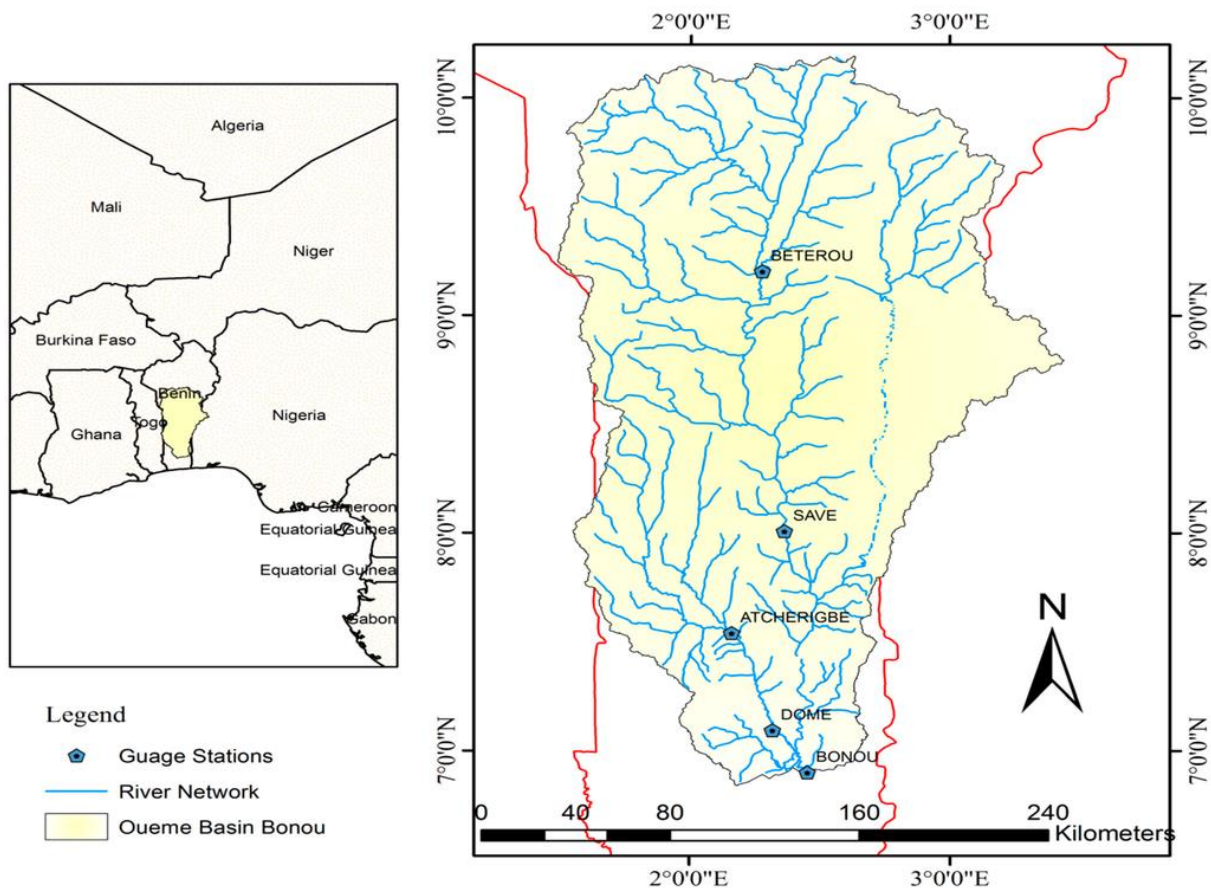 2°0'0"E
3°0'0"E
10°0'0"N
10°0'0"N
9°0'0"N
9°0'0"N
8°0'0"N
8°0'0"N
7°0'0"N
7°0'0"N
Algeria
Mali
Niger
Burkina Faso
Benin
Togo
Ghana
Nigeria
Cameroon
Equatorial Guinea
Equatorial Guinea
Gabon
BETEROU
SAVE
ATCHERIGBE
DOME
BONOU
N
Legend
Guage Stations
River Network
Oueme Basin Bonou
0 40 80 160 240
Kilometers
2°0'0"E
3°0'0"E